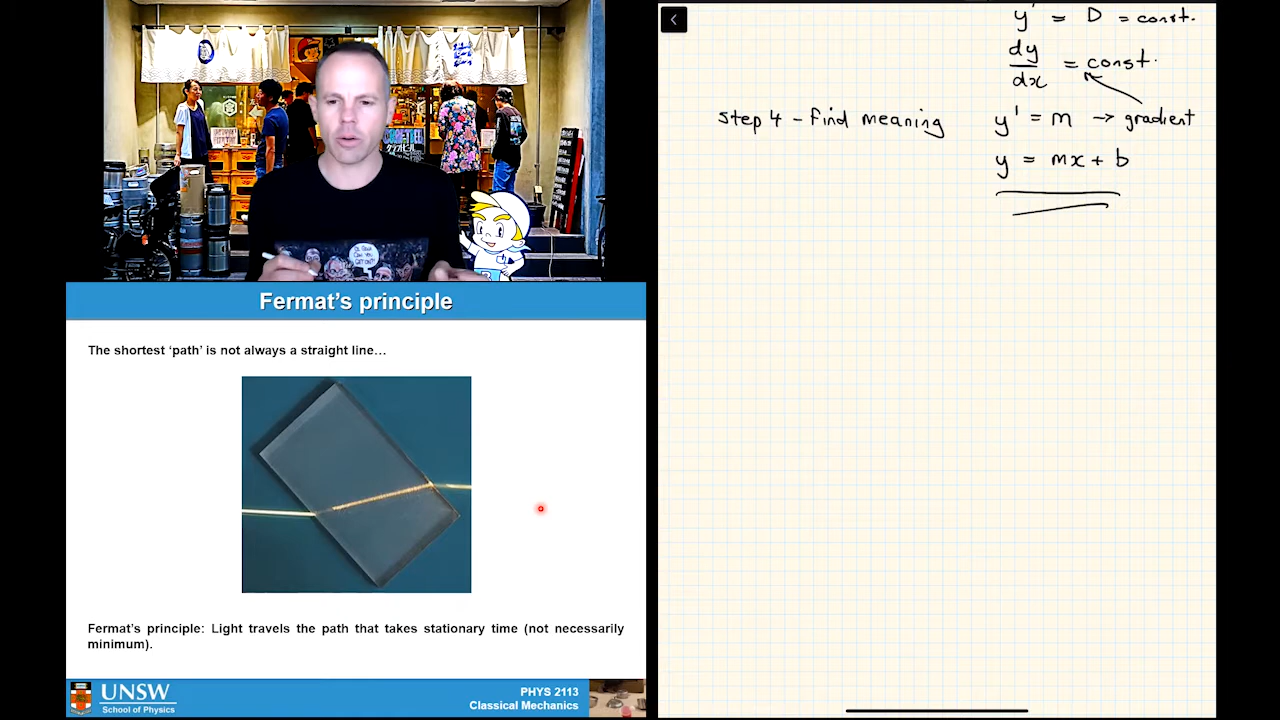 Fermat's principle
The shortest 'path' is not always a straight line…
Fermat's principle: Light travels the path that takes stationary time (not necessarily
minimum).
UNSW
School of Physics
PHYS 2113
Classical Mechanics
y' = D = const.
dy/dx = const.
step 4 - find meaning y' = m → gradient
y = mx + b